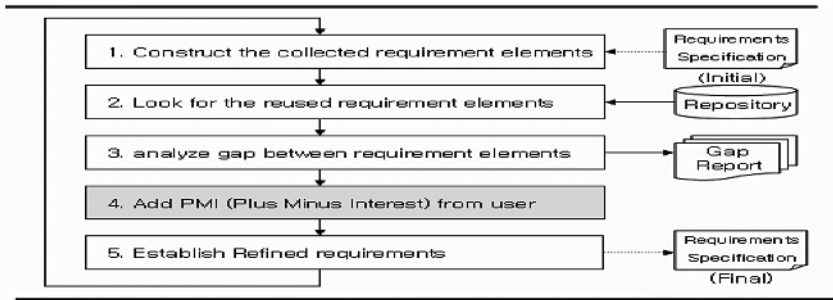 1. Construct the collected requirement elements
Requirements
Specification
(Initial)
2. Look for the reused requirement elements
Repository
3. analyze gap between requirement elements
Gap
Report
4. Add PMI (Plus Minus Interest) from user
5. Establish Refined requirements
Requirements
Specification
(Final)